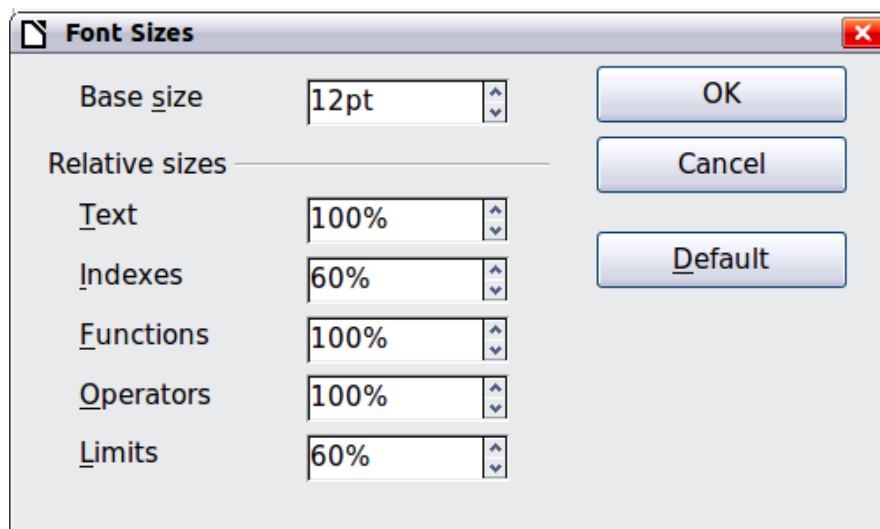 Font Sizes
Base size 12pt OK
Relative sizes Cancel
Text 100%
Default
Indexes 60%
Functions 100%
Operators 100%
Limits 60%